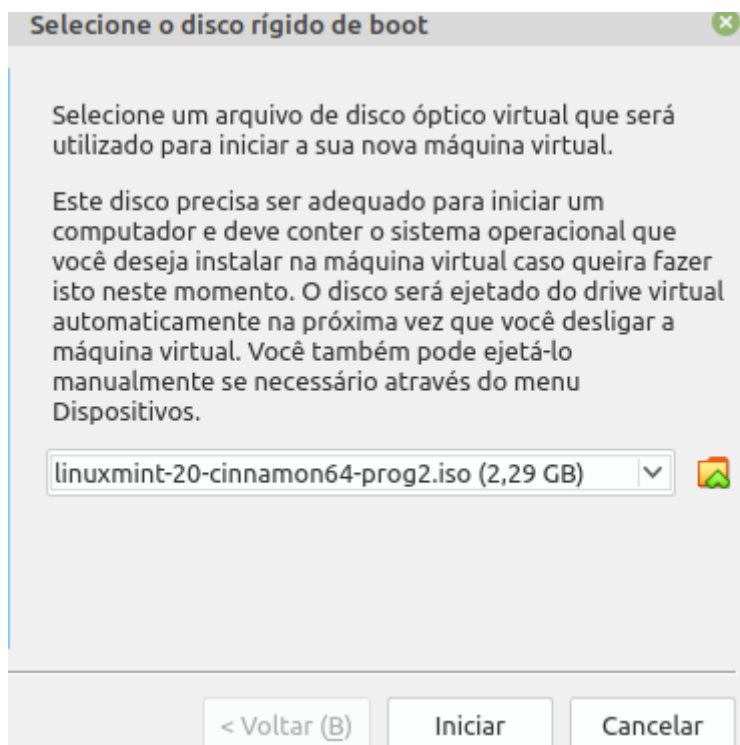 Selecione o disco rígido de boot
Selecione um arquivo de disco óptico virtual que será
utilizado para iniciar a sua nova máquina virtual.
Este disco precisa ser adequado para iniciar um
computador e deve conter o sistema operacional que
você deseja instalar na máquina virtual caso queira fazer
isto neste momento. O disco será ejetado do drive virtual
automaticamente na próxima vez que você desligar a
máquina virtual. Você também pode ejetá-lo
manualmente se necessário através do menu
Dispositivos.
linuxmint-20-cinnamon64-prog2.iso (2,29 GB)
< Voltar (B) Iniciar Cancelar